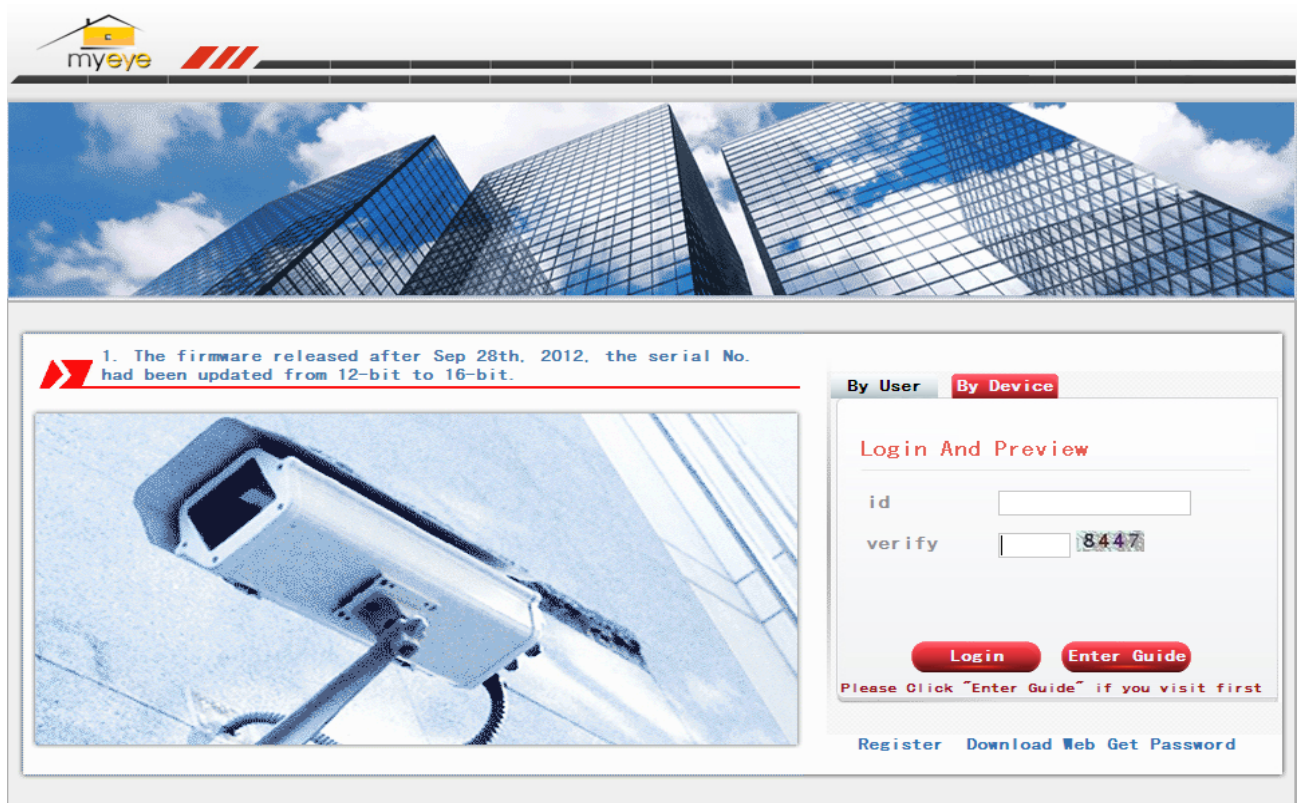 myeye
1. The firmware released after Sep 28th, 2012, the serial No.
had been updated from 12-bit to 16-bit.
By User By Device
Login And Preview
id
verify 8447
Login Enter Guide
Please Click "Enter Guide" if you visit first
Register Download Web Get Password